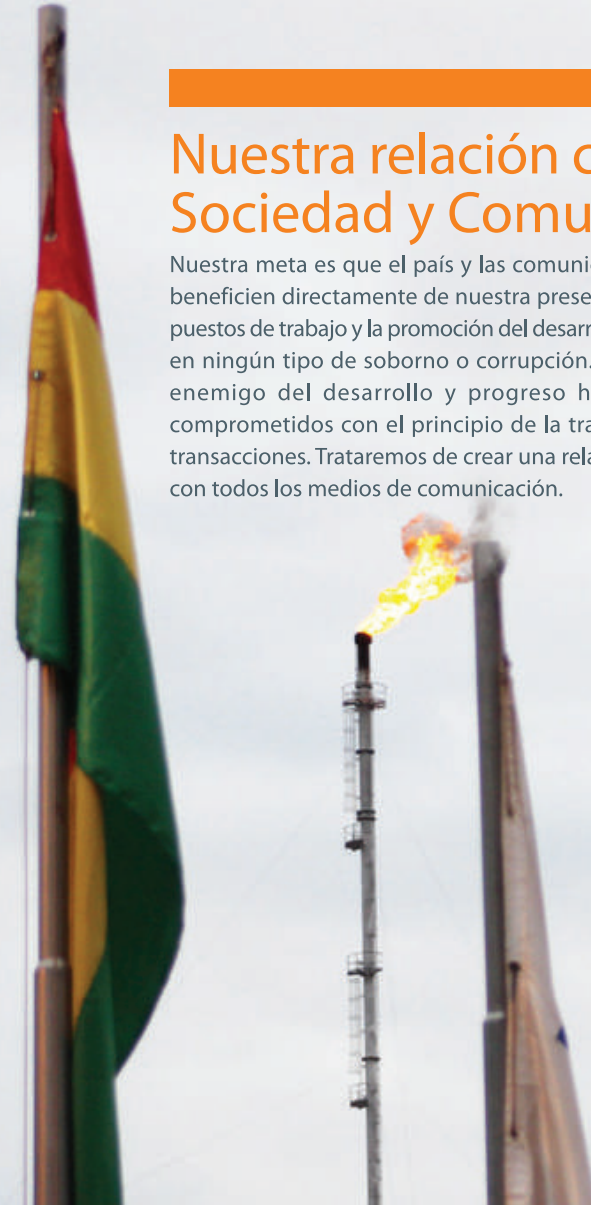 Nuestra relación
Sociedad y Comu
Nuestra meta es que el país y las comuni
beneficien directamente de nuestra prese
puestos de trabajo y la promoción del desarr
en ningún tipo de soborno o corrupción.
enemigo del desarrollo y progreso h
comprometidos con el principio de la tra
transacciones. Trataremos de crear una rela
con todos los medios de comunicación.